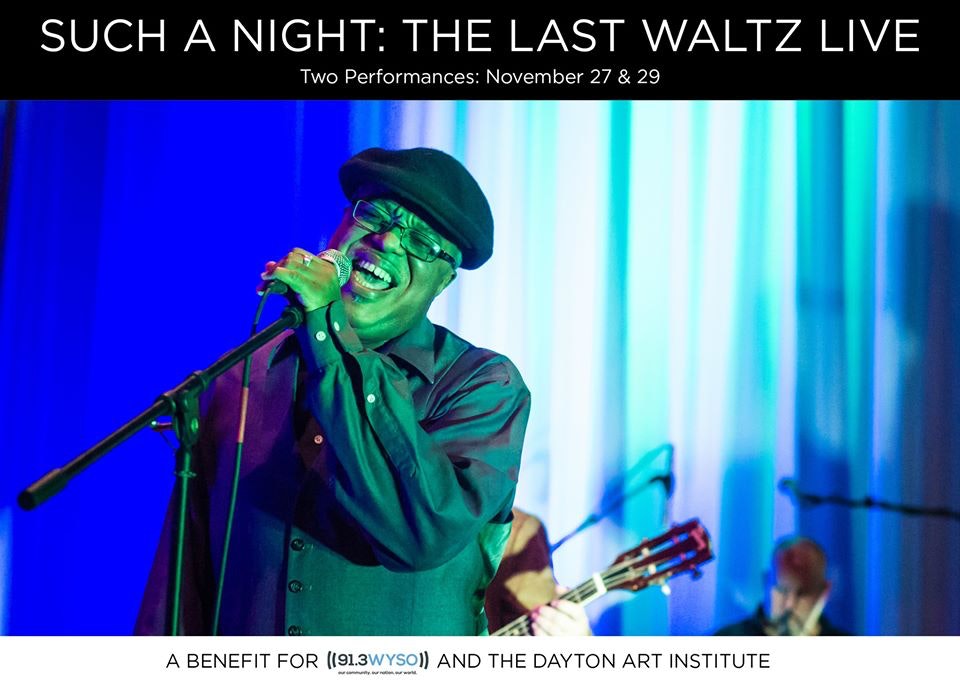 SUCH A NIGHT: THE LAST WALTZ LIVE
Two Performances: November 27 & 29
A BENEFIT FOR ((91.3WYSO)) AND THE DAYTON ART INSTITUTE
our community. our nation. our world.